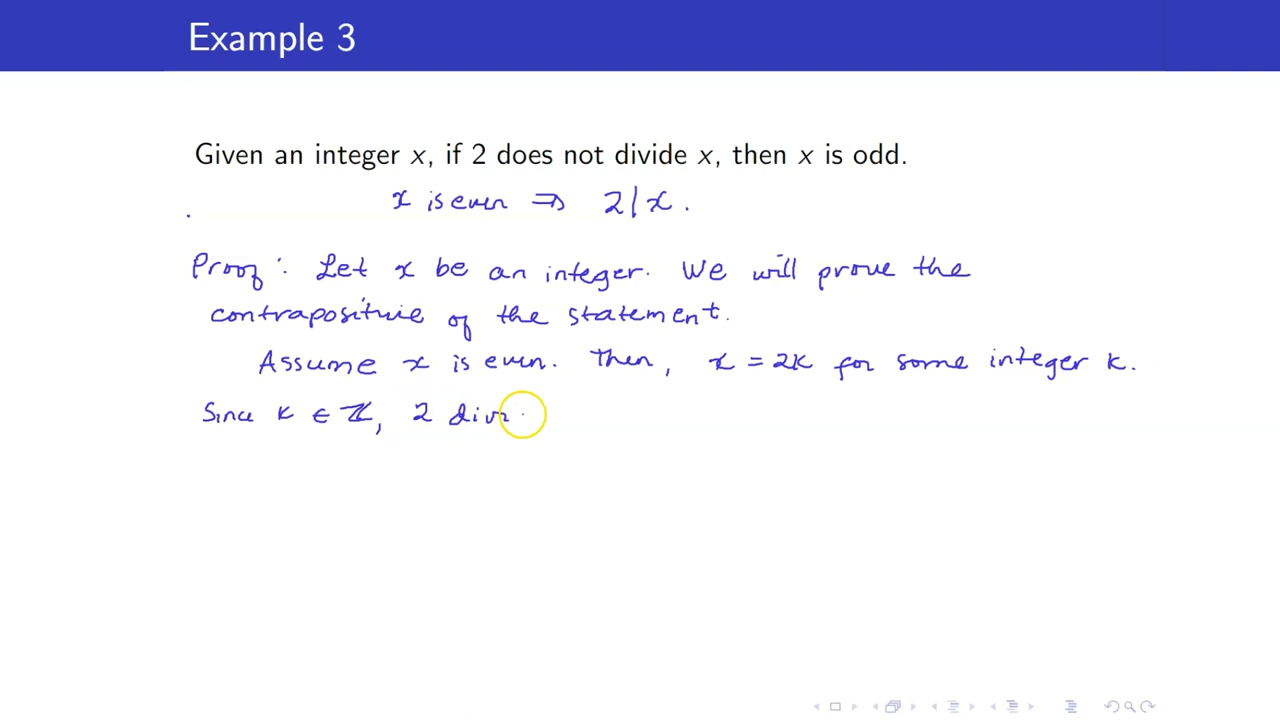 Example 3
Given an integer x, if 2 does not divide x, then x is odd.
x is even ⇒ 2|x.
Proof: Let x be an integer. We will prove the
contrapositive of the statement.
Assume x is even. Then, x = 2k for some integer k.
Since k ∈ ℤ, 2 divi